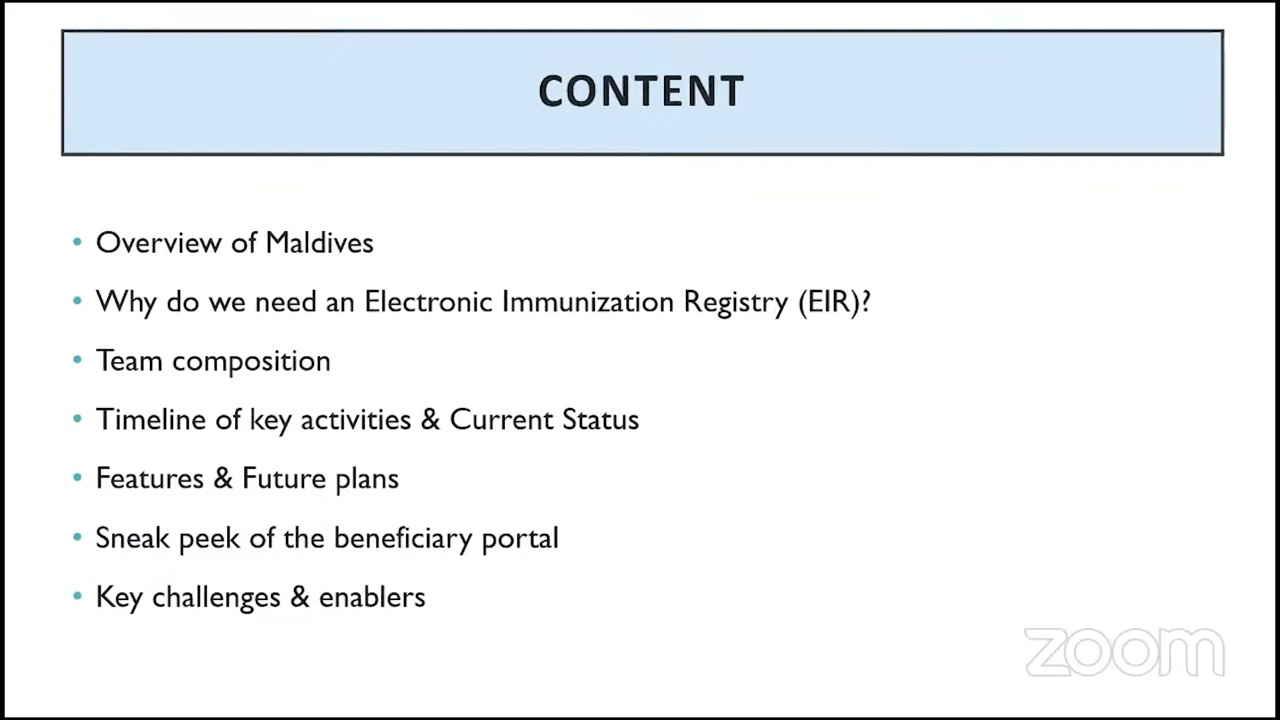 CONTENT
• Overview of Maldives
• Why do we need an Electronic Immunization Registry (EIR)?
• Team composition
• Timeline of key activities & Current Status
• Features & Future plans
• Sneak peek of the beneficiary portal
• Key challenges & enablers
zoom